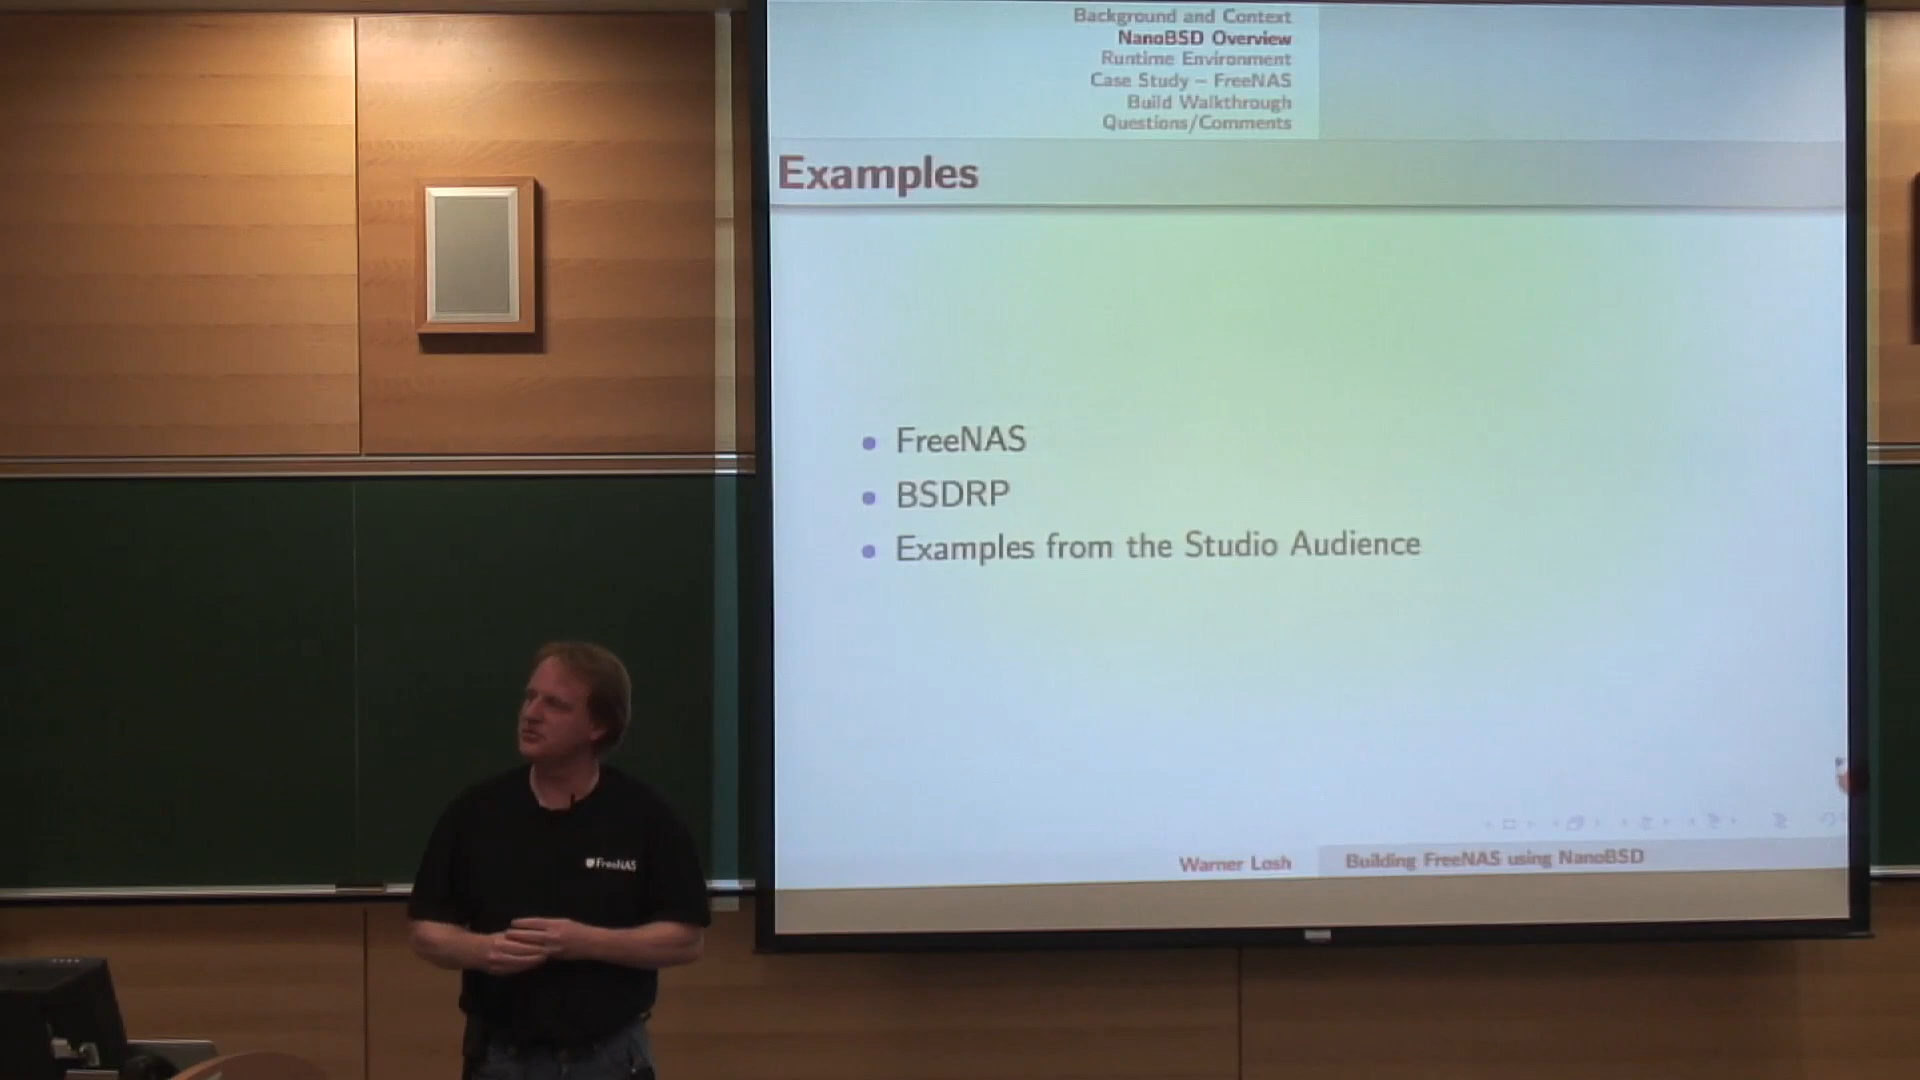 Background and Context
NanoBSD Overview
Runtime Environment
Case Study – FreeNAS
Build Walkthrough
Questions/Comments
Examples
FreeNAS
BSDRP
Examples from the Studio Audience
Warner Losh
Building FreeNAS using NanoBSD
FreeNAS